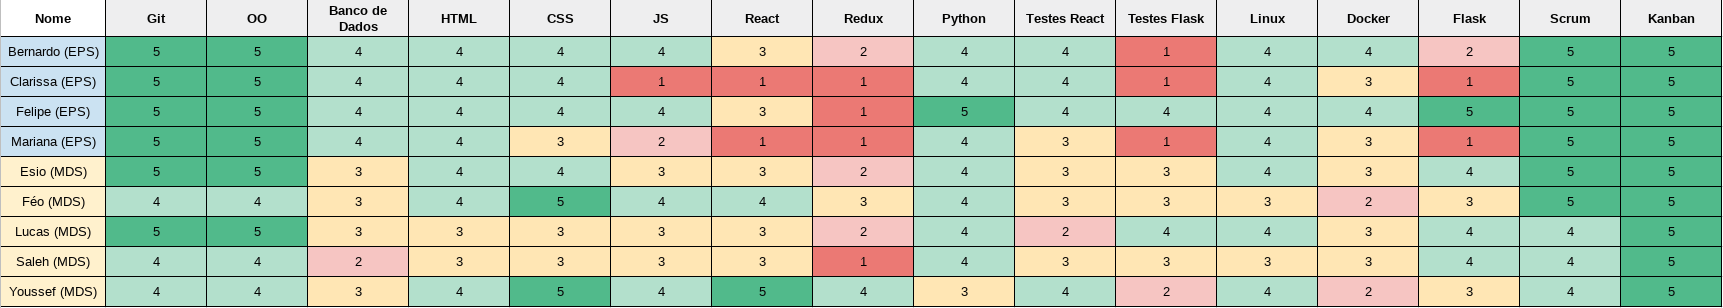 Nome Git OO Banco de Dados HTML CSS JS React Redux Python Testes React Testes Flask Linux Docker Flask Scrum Kanban
Bernardo (EPS) 5 5 4 4 4 4 3 2 4 4 1 4 4 2 5 5
Clarissa (EPS) 5 5 4 4 4 1 1 1 4 4 1 4 3 1 5 5
Felipe (EPS) 5 5 4 4 4 4 3 1 5 4 4 4 4 5 5 5
Mariana (EPS) 5 5 4 4 3 2 1 1 4 3 1 4 3 1 5 5
Esio (MDS) 5 5 3 4 4 3 3 2 4 3 3 4 3 4 5 5
Féo (MDS) 4 4 3 4 5 4 4 3 4 3 3 3 2 3 5 5
Lucas (MDS) 5 5 3 3 3 3 3 2 4 2 4 4 3 4 4 5
Saleh (MDS) 4 4 2 3 3 3 3 1 4 3 3 3 3 4 4 5
Youssef (MDS) 4 4 3 4 5 4 5 4 3 4 2 4 2 3 4 5